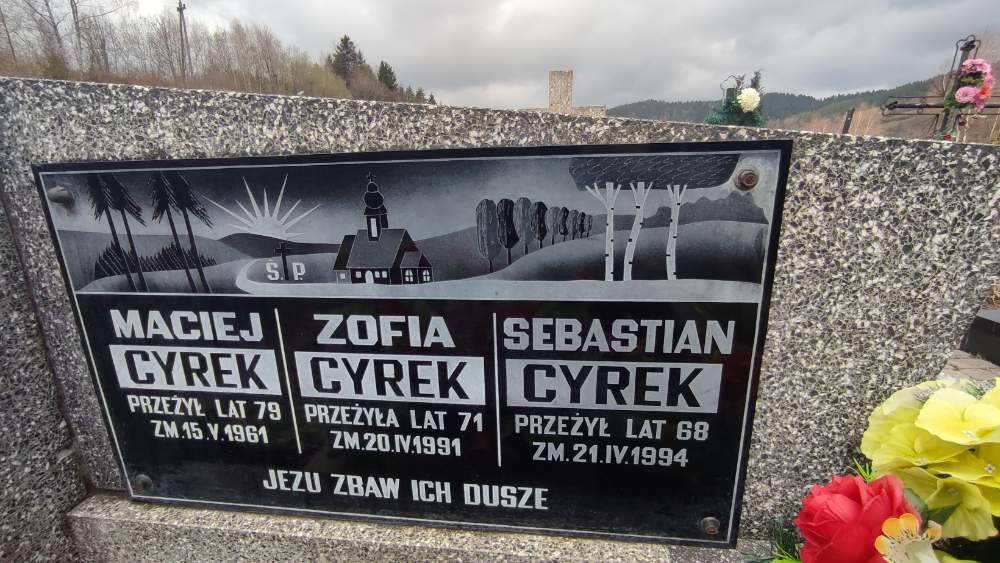 Ś.P.
MACIEJ
CYREK
PRZEŻYŁ LAT 79
ZM.15.V.1961
ZOFIA
CYREK
PRZEŻYŁA LAT 71
ZM.20.IV.1991
SEBASTIAN
CYREK
PRZEŻYŁ LAT 68
ZM.21.IV.1994
JEZU ZBAW ICH DUSZE